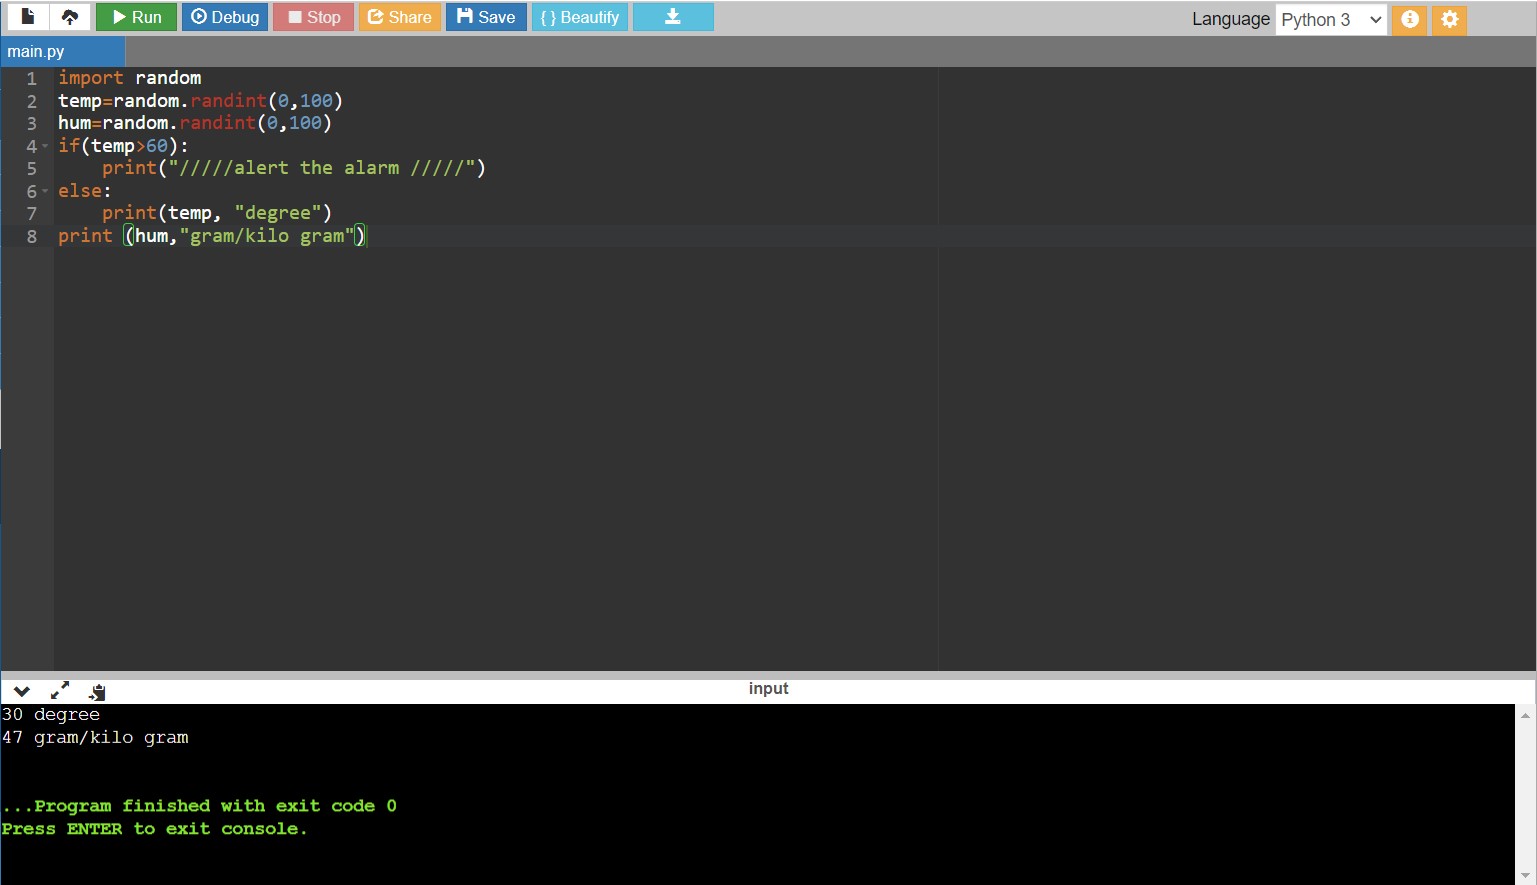 Run Debug Stop Share Save { } Beautify Language Python 3
main.py
1 import random
2 temp=random.randint(0,100)
3 hum=random.randint(0,100)
4 if(temp>60):
5     print("/////alert the alarm /////")
6 else:
7     print(temp, "degree")
8 print (hum,"gram/kilo gram")
input
30 degree
47 gram/kilo gram
...Program finished with exit code 0
Press ENTER to exit console.